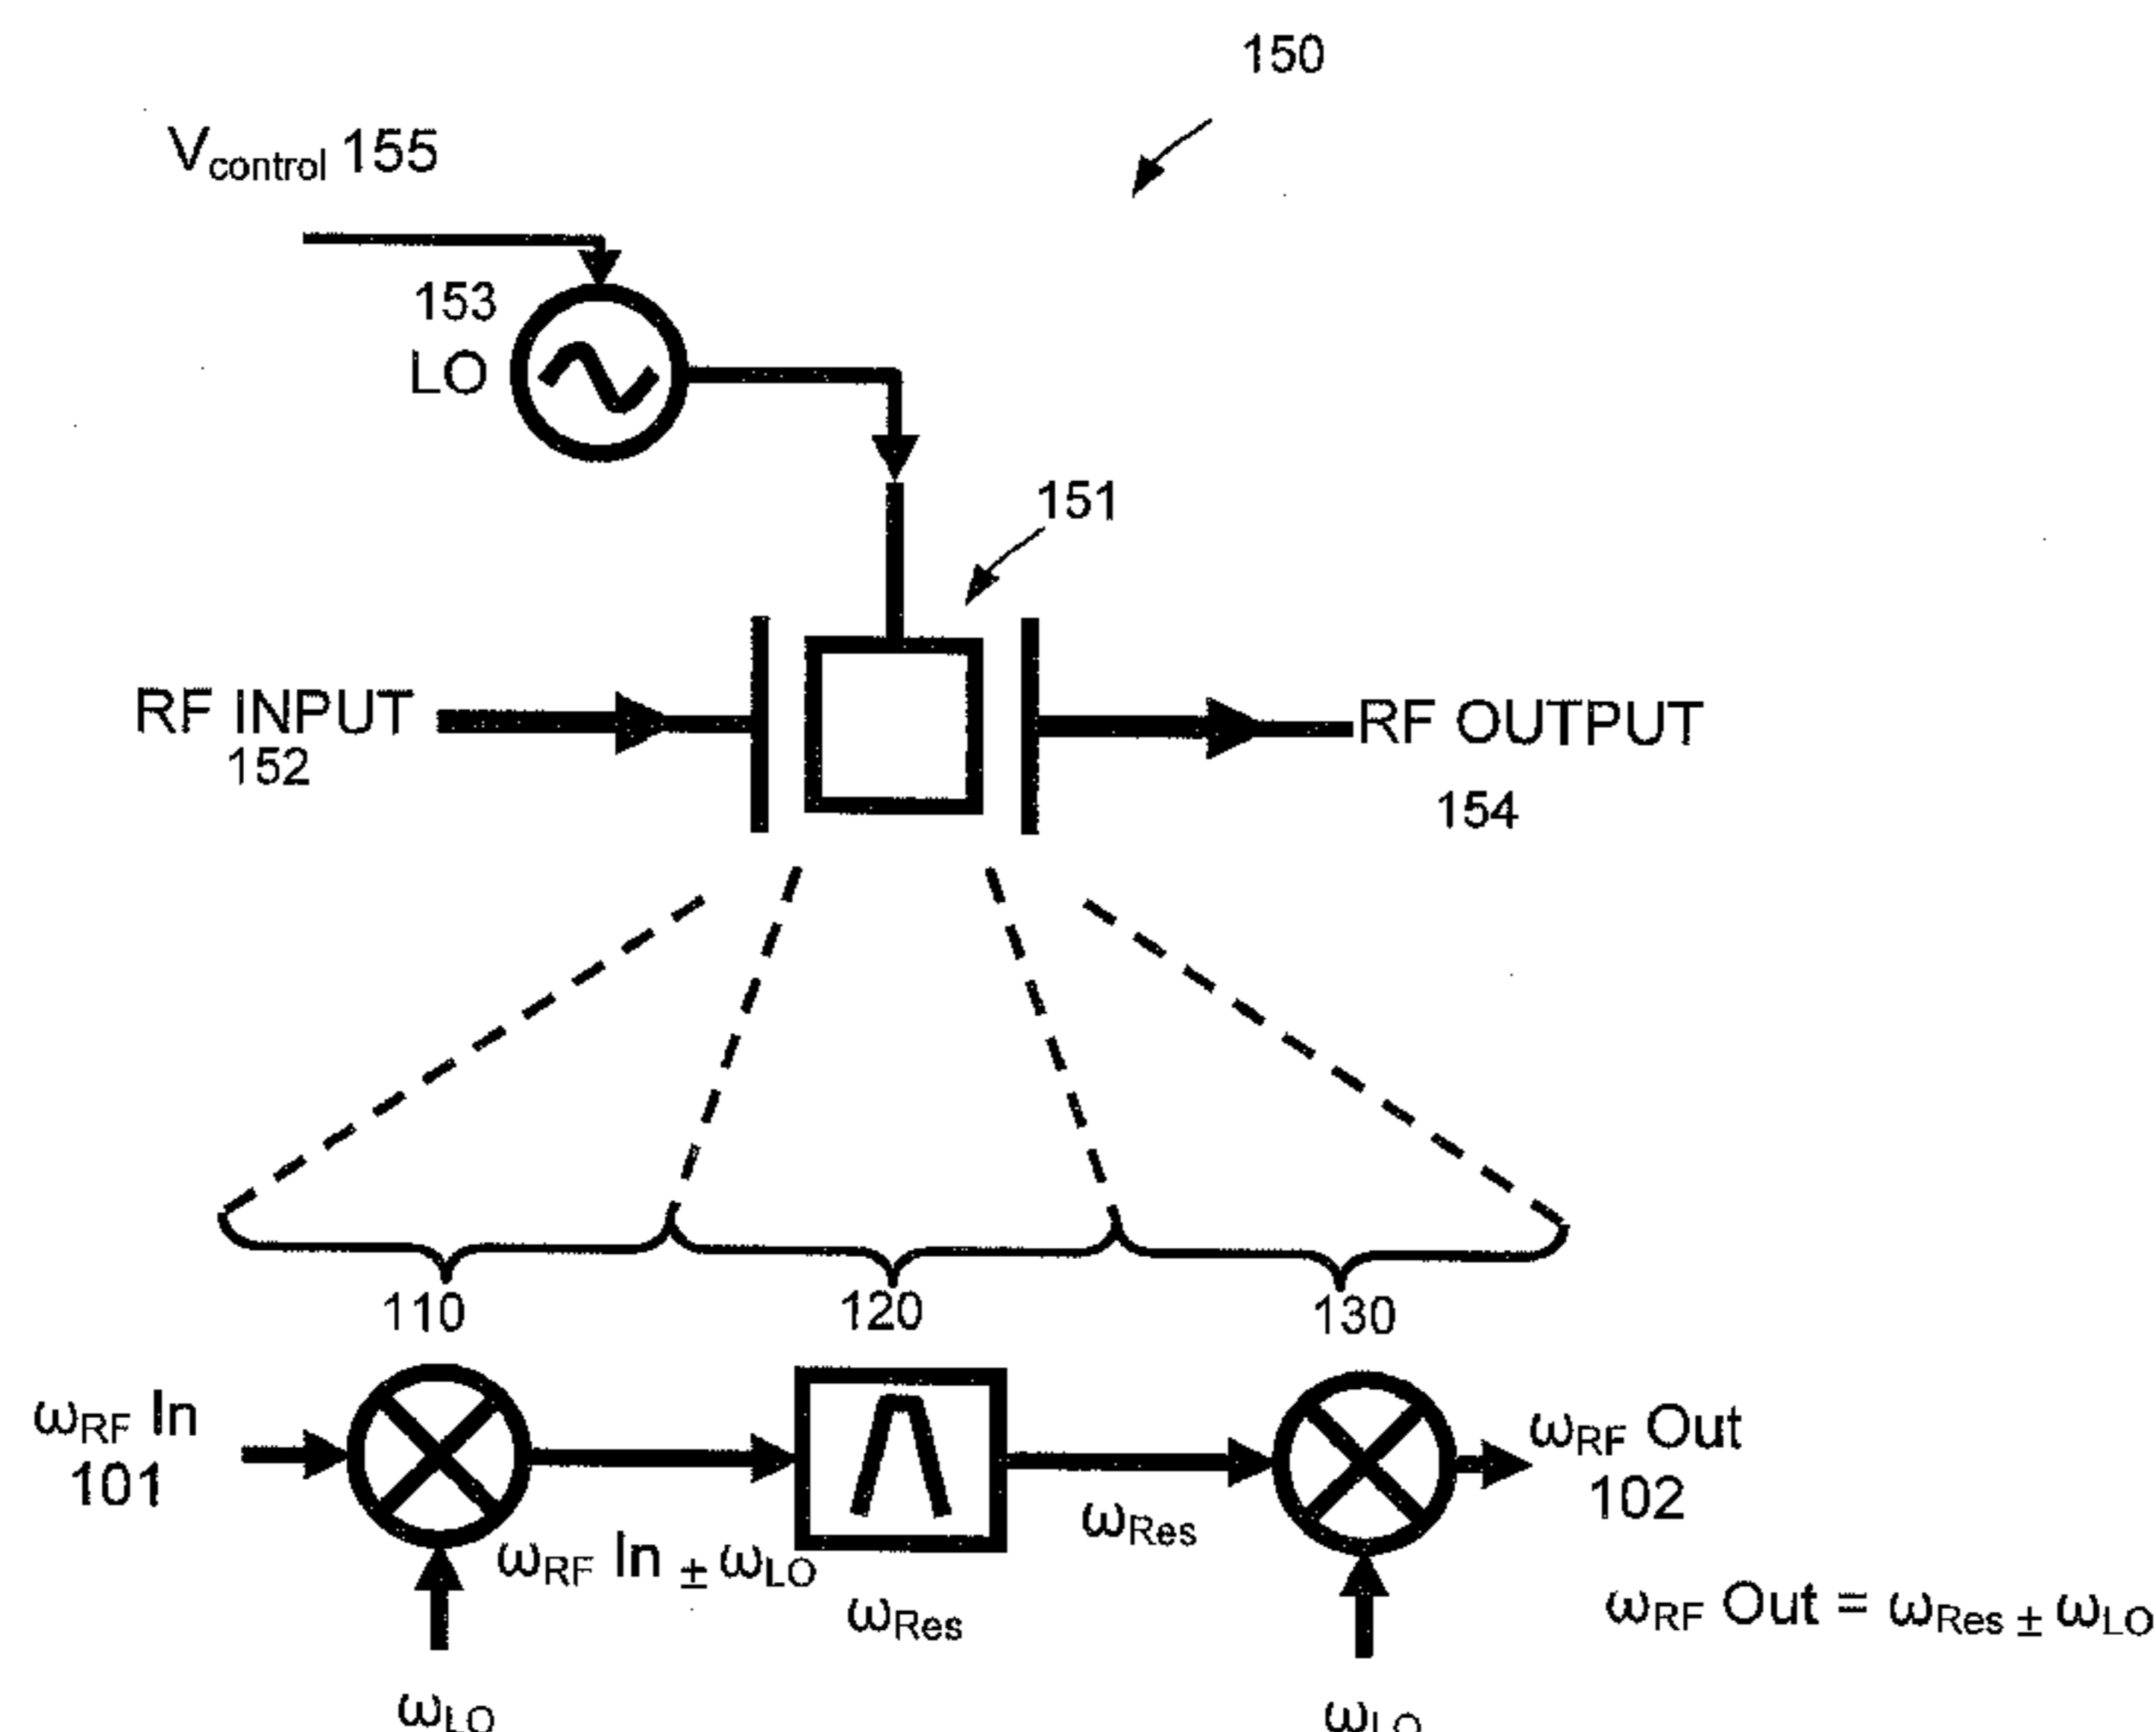 150
Vcontrol 155
153
LO
151
RF INPUT
152
RF OUTPUT
154
110
120
130
ωRF In
101
ωRF In ± ωLO
ωRes
ωRes
ωRF Out
102
ωRF Out = ωRes ± ωLO
ωLO
ωLO